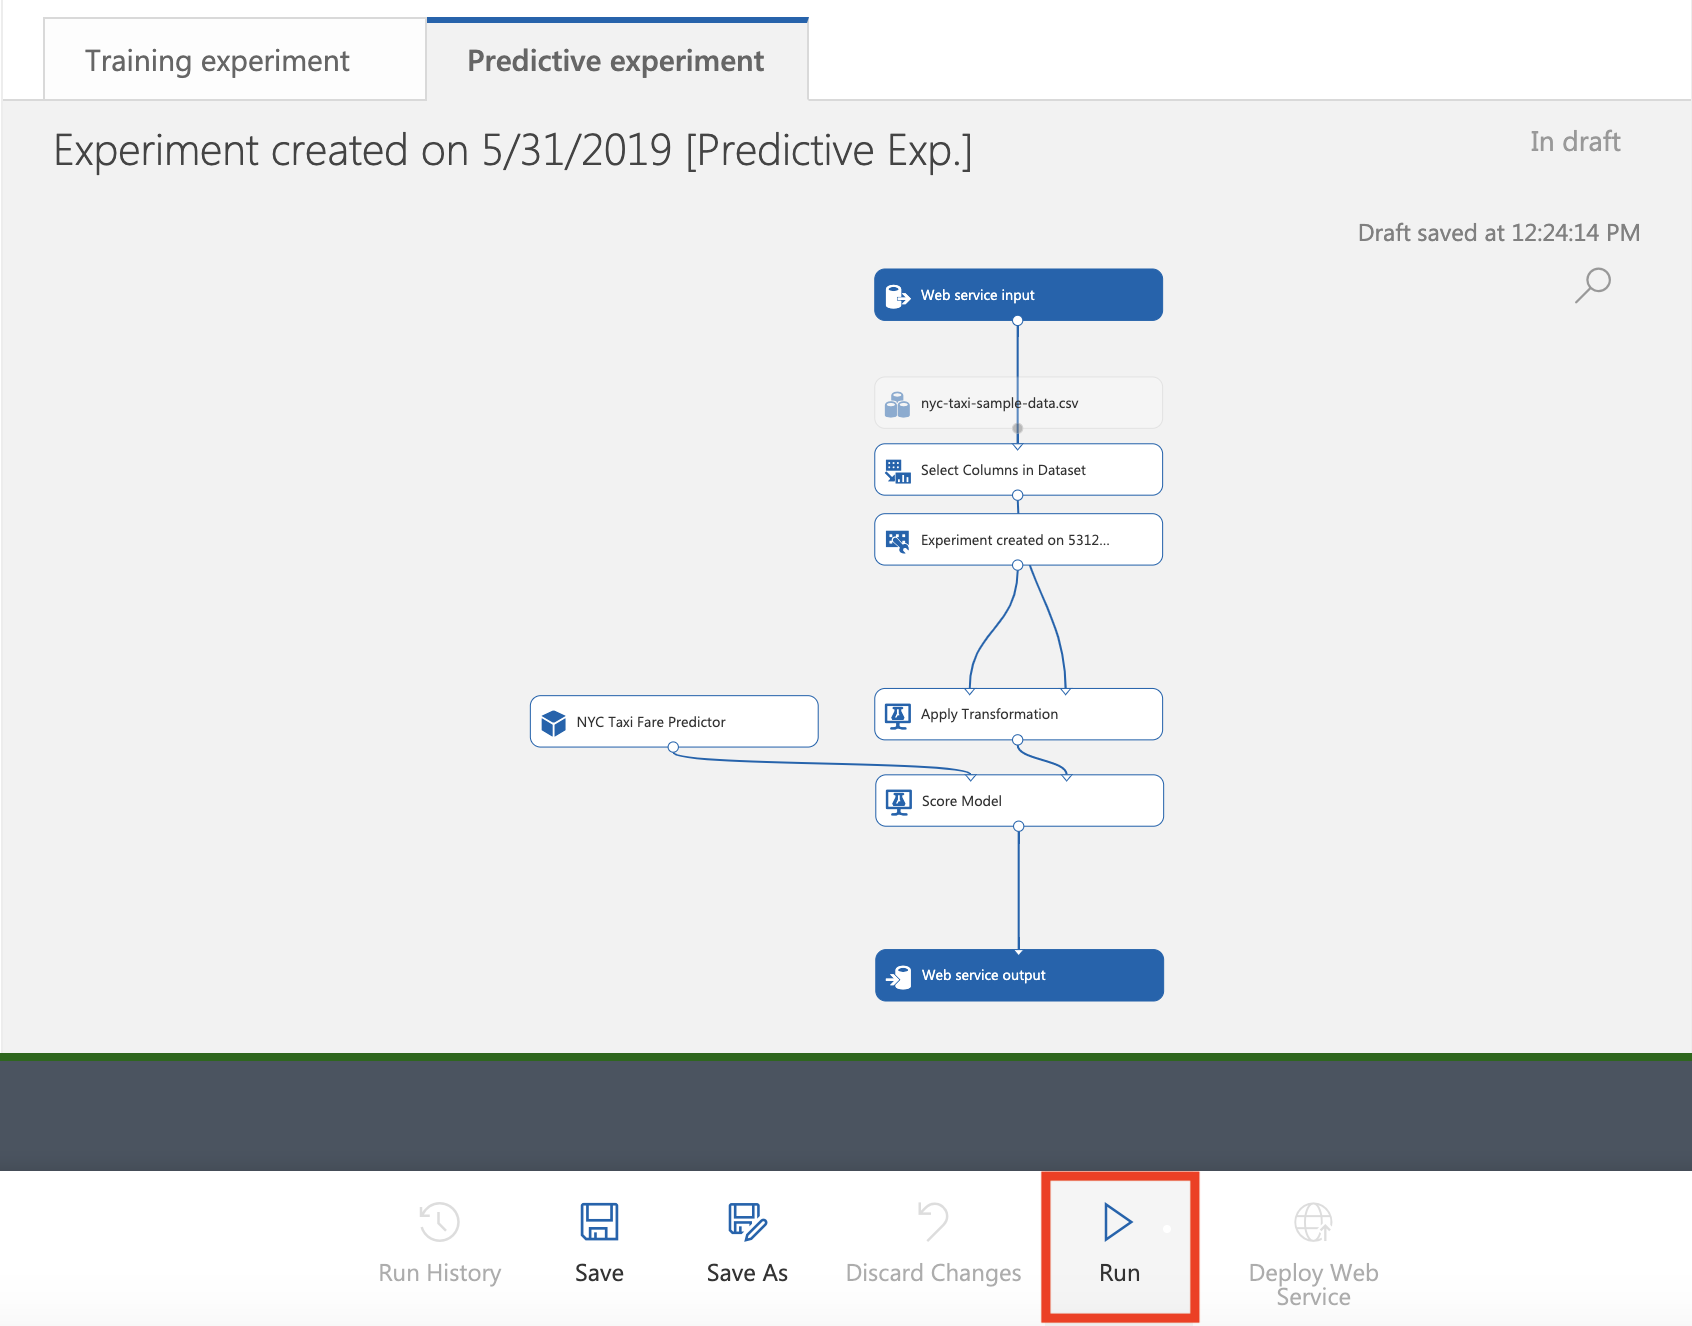 Training experiment
Predictive experiment
Experiment created on 5/31/2019 [Predictive Exp.]
In draft
Draft saved at 12:24:14 PM
Web service input
nyc-taxi-sample-data.csv
Select Columns in Dataset
Experiment created on 5312...
NYC Taxi Fare Predictor
Apply Transformation
Score Model
Web service output
Run History
Save
Save As
Discard Changes
Run
Deploy Web
Service